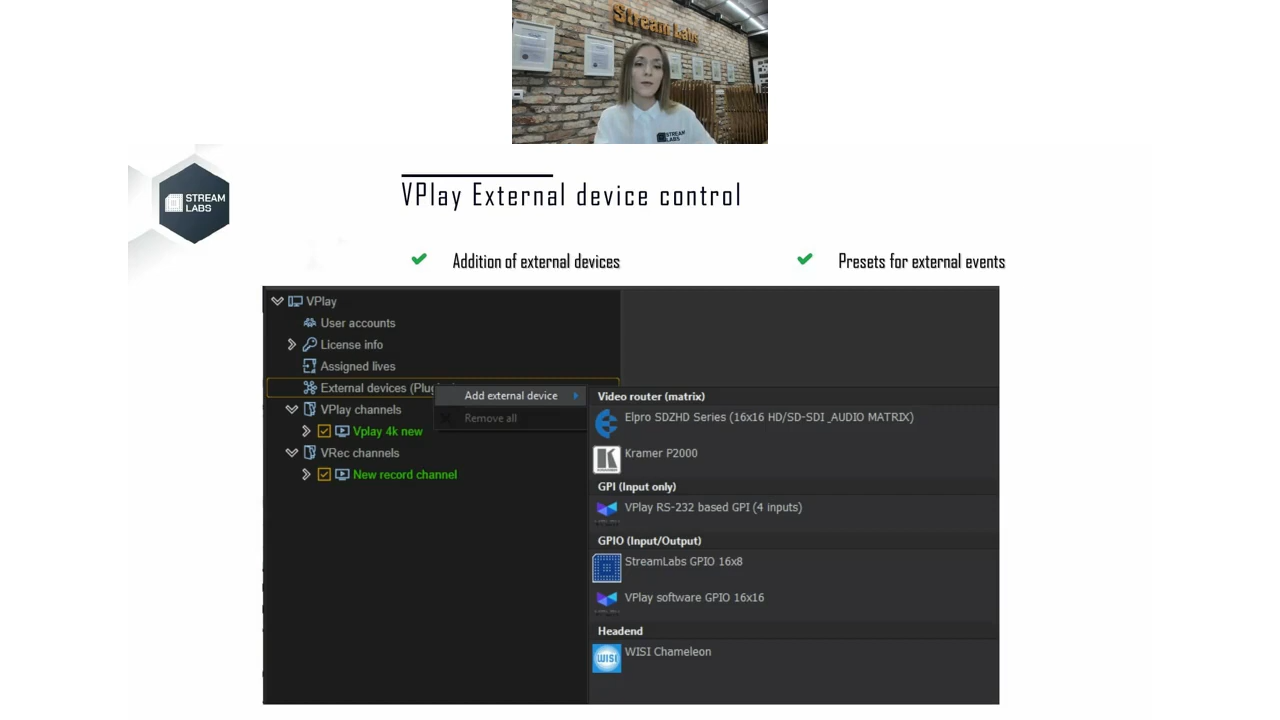 Stream Labs
STREAM
LABS
STREAM
LABS
VPlay External device control
Addition of external devices
Presets for external events
VPlay
User accounts
License info
Assigned lives
External devices (Plug
Add external device
Remove all
VPlay channels
Vplay 4k new
VRec channels
New record channel
Video router (matrix)
Elpro SDZHD Series (16x16 HD/SD-SDI _AUDIO MATRIX)
Kramer P2000
GPI (Input only)
VPlay RS-232 based GPI (4 inputs)
GPIO (Input/Output)
StreamLabs GPIO 16x8
VPlay software GPIO 16x16
Headend
WISI
WISI Chameleon